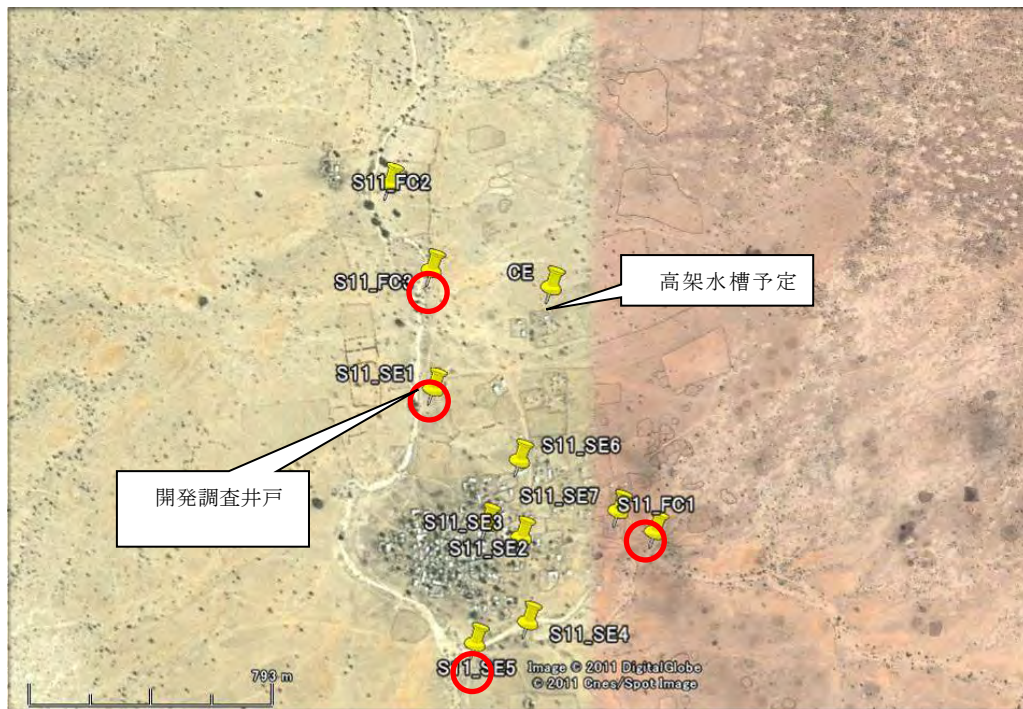 S11_FC2
CE
高架水槽予定
S11_FC3
S11_SE1
S11_SE6
開発調査井戸
S11_SE7
S11_FC1
S11_SE3
S11_SE2
S11_SE4
S11_SE5
Image © 2011 DigitalGlobe
© 2011 Cnes/Spot Image
793 m